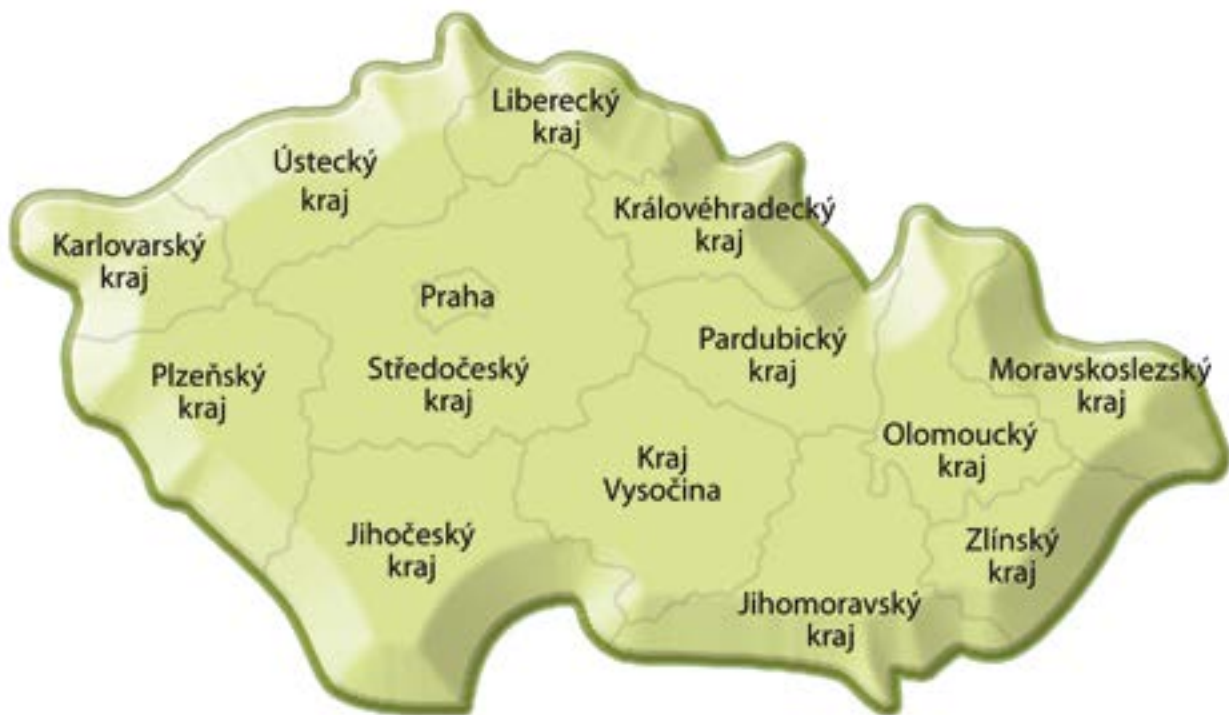 Liberecký
kraj
Ústecký
kraj
Královéhradecký
kraj
Karlovarský
kraj
Praha
Pardubický
kraj
Plzeňský
kraj
Středočeský
kraj
Moravskoslezský
kraj
Olomoucký
kraj
Kraj
Vysočina
Jihočeský
kraj
Zlínský
kraj
Jihomoravský
kraj